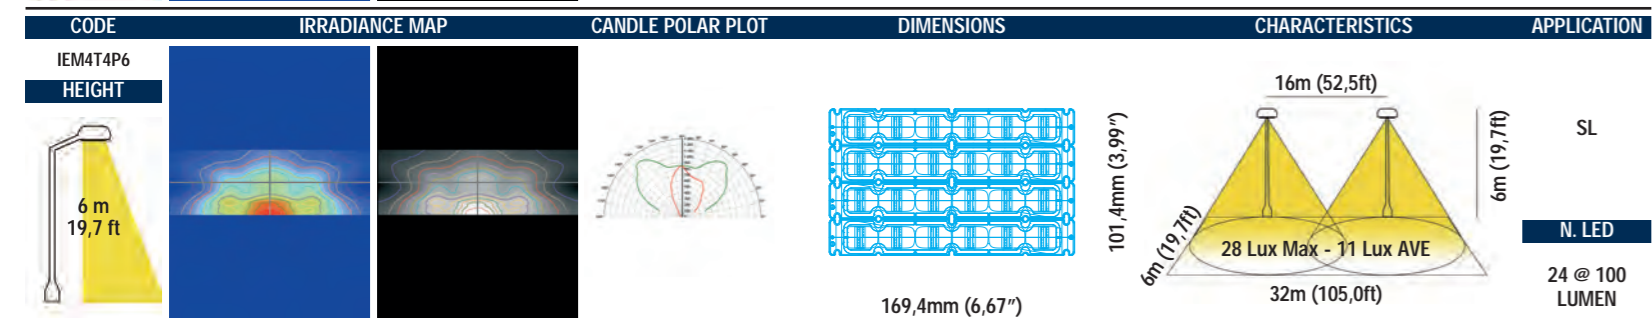 CODE
IRRADIANCE MAP
CANDLE POLAR PLOT
DIMENSIONS
CHARACTERISTICS
APPLICATION
IEM4T4P6
HEIGHT
6 m
19,7 ft
101,4mm (3,99″)
169,4mm (6,67″)
16m (52,5ft)
6m (19,7ft)
6m (19,7ft)
28 Lux Max - 11 Lux AVE
32m (105,0ft)
SL
N. LED
24 @ 100
LUMEN